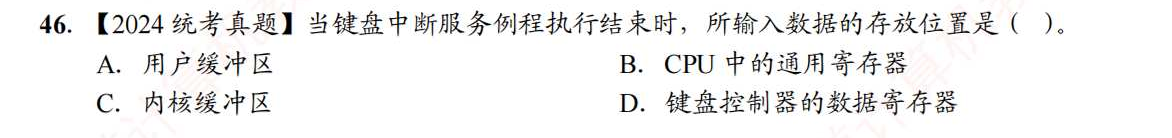 46. 【2024 统考真题】当键盘中断服务例程执行结束时，所输入数据的存放位置是（ ）。
A. 用户缓冲区 B. CPU 中的通用寄存器
C. 内核缓冲区 D. 键盘控制器的数据寄存器